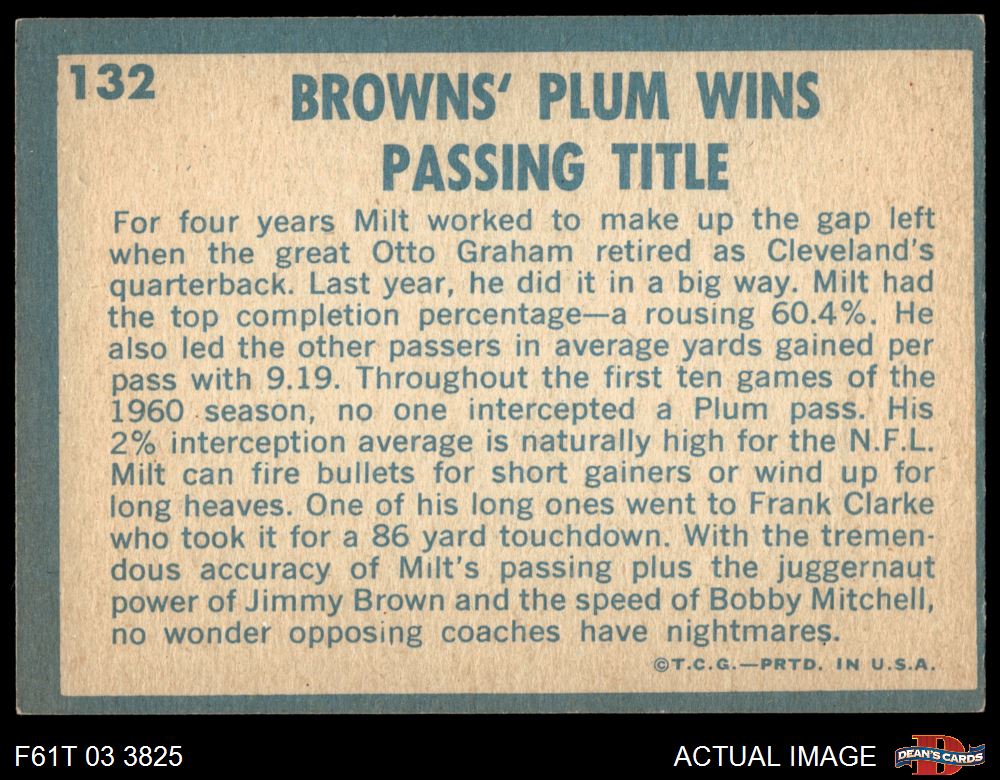 132
BROWNS' PLUM WINS
PASSING TITLE
For four years Milt worked to make up the gap left
when the great Otto Graham retired as Cleveland's
quarterback. Last year, he did it in a big way. Milt had
the top completion percentage—a rousing 60.4%. He
also led the other passers in average yards gained per
pass with 9.19. Throughout the first ten games of the
1960 season, no one intercepted a Plum pass. His
2% interception average is naturally high for the N.F.L.
Milt can fire bullets for short gainers or wind up for
long heaves. One of his long ones went to Frank Clarke
who took it for a 86 yard touchdown. With the tremen-
dous accuracy of Milt's passing plus the juggernaut
power of Jimmy Brown and the speed of Bobby Mitchell,
no wonder opposing coaches have nightmares.
©T.C.G.—PRTD. IN U.S.A.
F61T 03 3825
ACTUAL IMAGE
D
DEAN'S CARDS